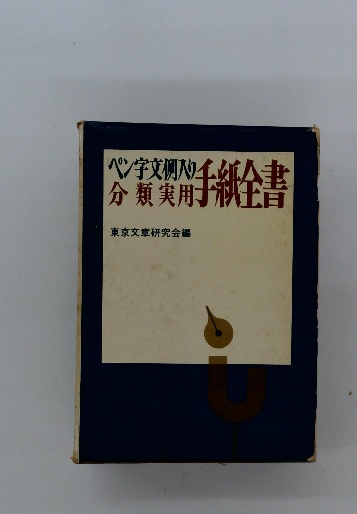 ペン字文例入り
分類実用手紙全書
東京文章研究会編